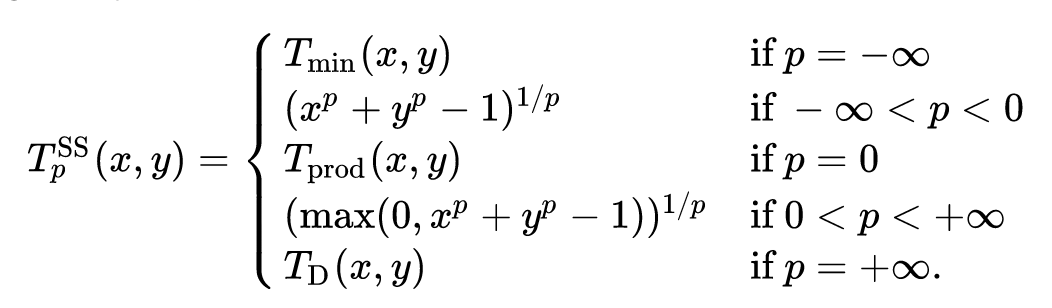 T_min(x, y) if p = −∞
(x^p + y^p − 1)^{1/p} if − ∞ < p < 0
T_p^SS(x, y) = { T_prod(x, y) if p = 0
(max(0, x^p + y^p − 1))^{1/p} if 0 < p < +∞
T_D(x, y) if p = +∞.